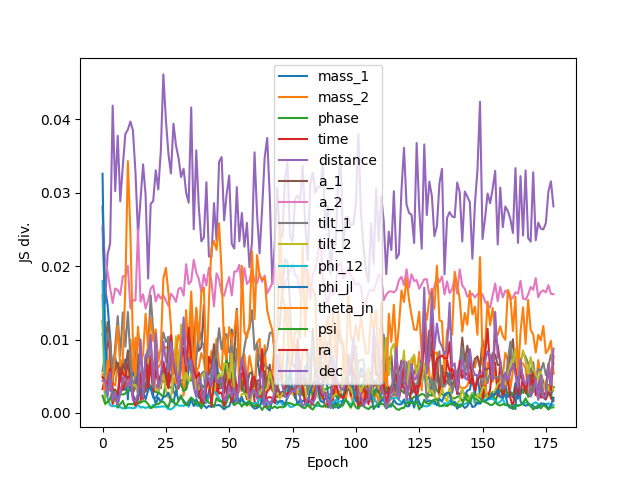 0.04
0.03
0.02
0.01
0.00
JS div.
0
25
50
75
100
125
150
175
Epoch
mass_1
mass_2
phase
time
distance
a_1
a_2
tilt_1
tilt_2
phi_12
phi_jl
theta_jn
psi
ra
dec